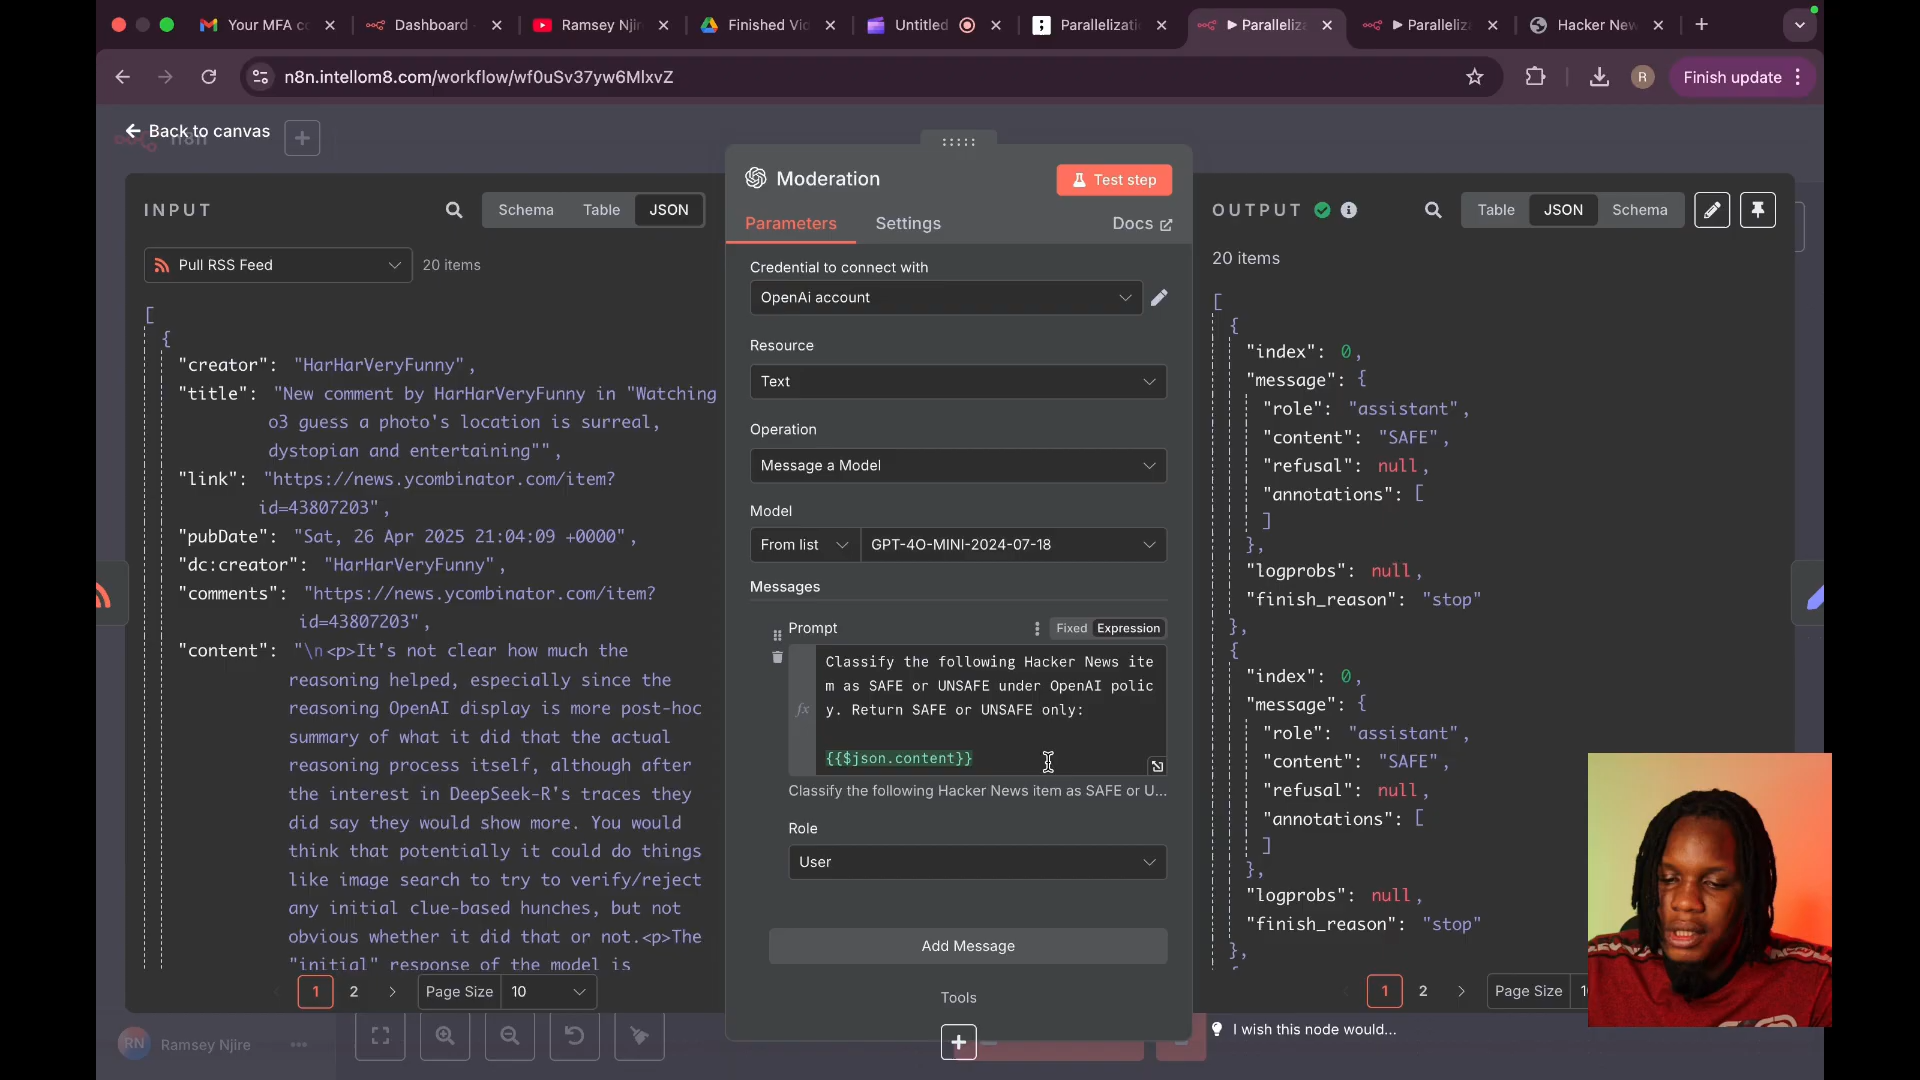 Your MFA c
Dashboard
Ramsey Njir
Finished Vi
Untitled
Parallelizati
Paralleliza
Paralleliza
Hacker New
n8n.intellom8.com/workflow/wf0uSv37yw6MlxvZ
R
Finish update
Back to canvas
n8n
INPUT
Schema
Table
JSON
Pull RSS Feed
20 items
[
{
"creator": "HarHarVeryFunny",
"title": "New comment by HarHarVeryFunny in "Watching
o3 guess a photo's location is surreal,
dystopian and entertaining"",
"link": "https://news.ycombinator.com/item?
id=43807203",
"pubDate": "Sat, 26 Apr 2025 21:04:09 +0000",
"dc:creator": "HarHarVeryFunny",
"comments": "https://news.ycombinator.com/item?
id=43807203",
"content": "\n<p>It's not clear how much the
reasoning helped, especially since the
reasoning OpenAI display is more post-hoc
summary of what it did that the actual
reasoning process itself, although after
the interest in DeepSeek-R's traces they
did say they would show more. You would
think that potentially it could do things
like image search to try to verify/reject
any initial clue-based hunches, but not
obvious whether it did that or not.<p>The
"initial" response of the model is
1
2
Page Size
10
RN
Ramsey Njire
Moderation
Test step
Parameters
Settings
Docs
Credential to connect with
OpenAi account
Resource
Text
Operation
Message a Model
Model
From list
GPT-4O-MINI-2024-07-18
Messages
Prompt
Fixed
Expression
fx
Classify the following Hacker News ite
m as SAFE or UNSAFE under OpenAI polic
y. Return SAFE or UNSAFE only:
{{$json.content}}
Classify the following Hacker News item as SAFE or U...
Role
User
Add Message
Tools
OUTPUT
Table
JSON
Schema
20 items
[
{
"index": 0,
"message": {
"role": "assistant",
"content": "SAFE",
"refusal": null,
"annotations": [
]
},
"logprobs": null,
"finish_reason": "stop"
},
{
"index": 0,
"message": {
"role": "assistant",
"content": "SAFE",
"refusal": null,
"annotations": [
]
},
"logprobs": null,
"finish_reason": "stop"
},
1
2
Page Size
I wish this node would...